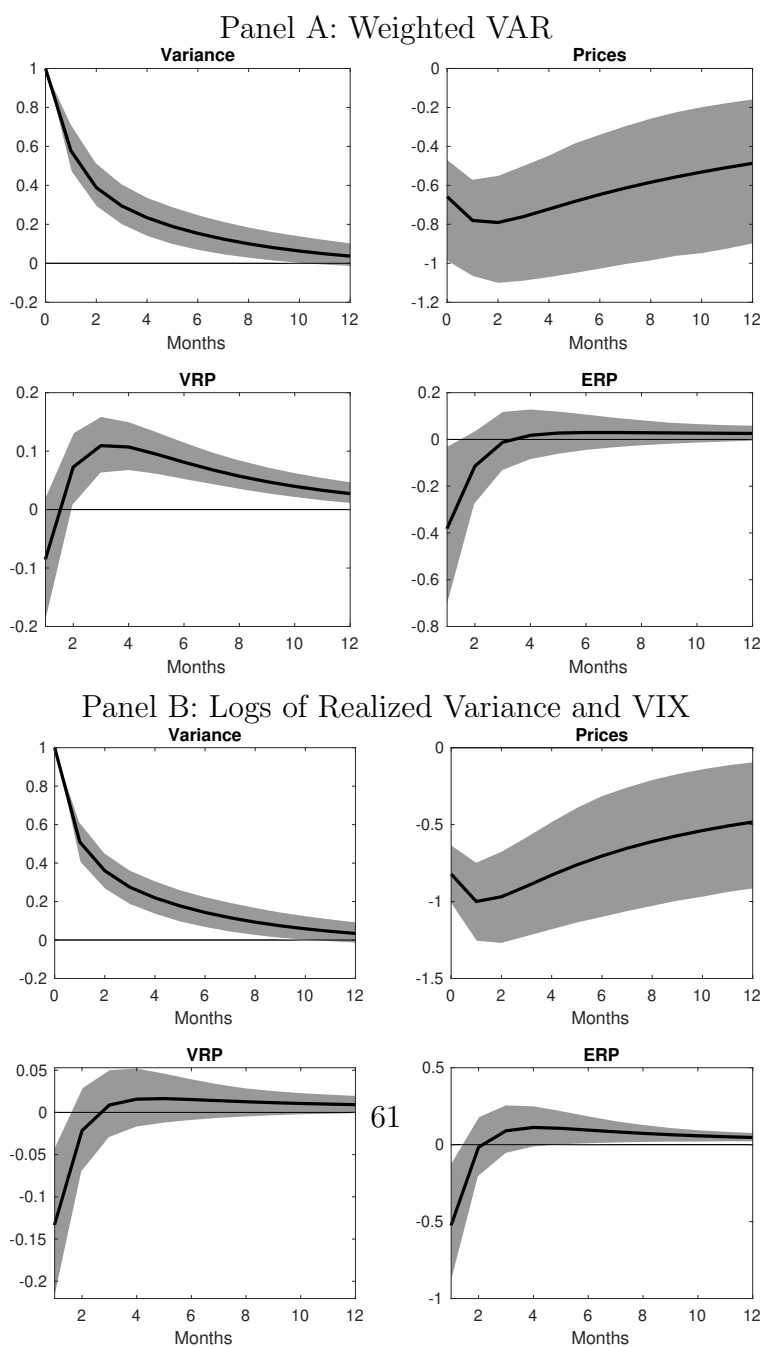 Panel A: Weighted VAR
Variance
1
0.8
0.6
0.4
0.2
0
-0.2
0 2 4 6 8 10 12
Months
Prices
0
-0.2
-0.4
-0.6
-0.8
-1
-1.2
0 2 4 6 8 10 12
Months
VRP
0.2
0.1
0
-0.1
-0.2
2 4 6 8 10 12
Months
ERP
0.2
0
-0.2
-0.4
-0.6
-0.8
2 4 6 8 10 12
Months
Panel B: Logs of Realized Variance and VIX
Variance
1
0.8
0.6
0.4
0.2
0
-0.2
0 2 4 6 8 10 12
Months
Prices
0
-0.5
-1
-1.5
0 2 4 6 8 10 12
Months
VRP
0.05
0
-0.05
-0.1
-0.15
-0.2
2 4 6 8 10 12
Months
ERP
0.5
0
-0.5
-1
2 4 6 8 10 12
Months
61